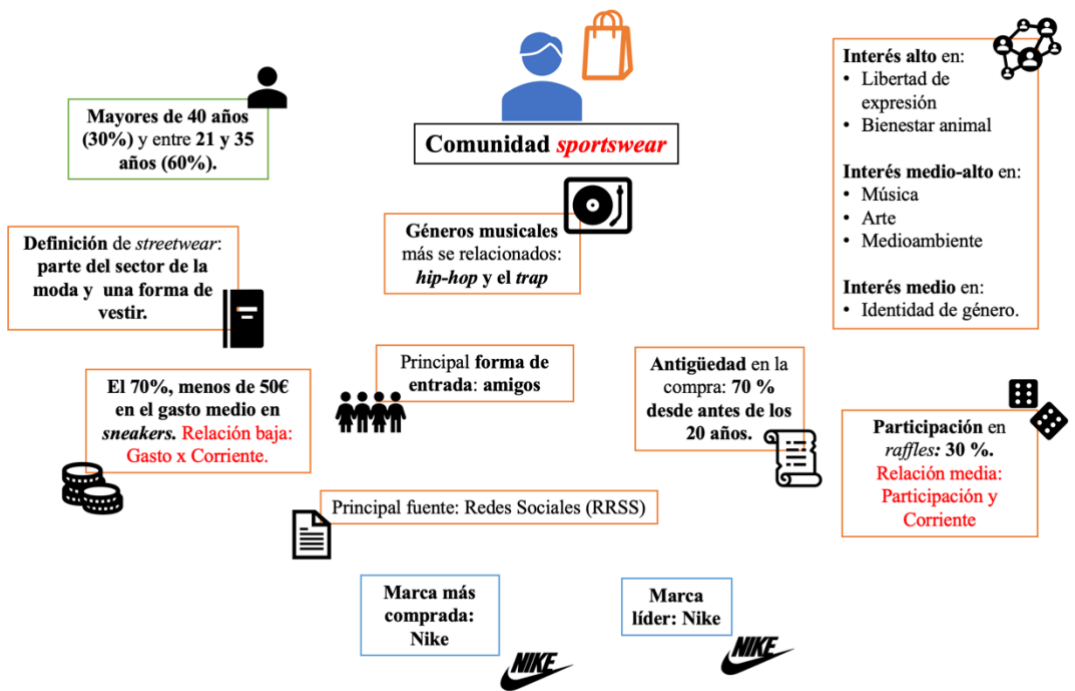 Comunidad sportswear
Mayores de 40 años
(30%) y entre 21 y 35
años (60%).
Interés alto en:
• Libertad de
expresión
• Bienestar animal
Interés medio-alto en:
• Música
• Arte
• Medioambiente
Interés medio en:
• Identidad de género.
Definición de streetwear:
parte del sector de la
moda y una forma de
vestir.
Géneros musicales
más se relacionados:
hip-hop y el trap
El 70%, menos de 50€
en el gasto medio en
sneakers. Relación baja:
Gasto x Corriente.
Principal forma de
entrada: amigos
Antigüedad en la
compra: 70 %
desde antes de los
20 años.
Participación en
raffles: 30 %.
Relación media:
Participación y
Corriente
Principal fuente: Redes Sociales (RRSS)
Marca más
comprada:
Nike
NIKE
Marca
líder: Nike
NIKE